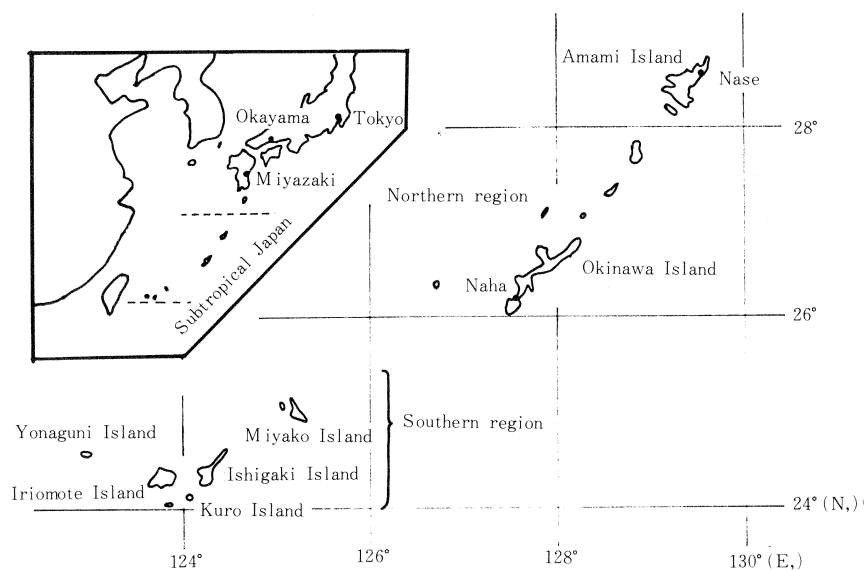 Amami Island
Nase
Okayama
Tokyo
Miyazaki
Subtropical Japan
28°
Northern region
Okinawa Island
Naha
26°
Southern region
Yonaguni Island
Miyako Island
Ishigaki Island
Iriomote Island
Kuro Island
24° (N,)
124°
126°
128°
130° (E,)